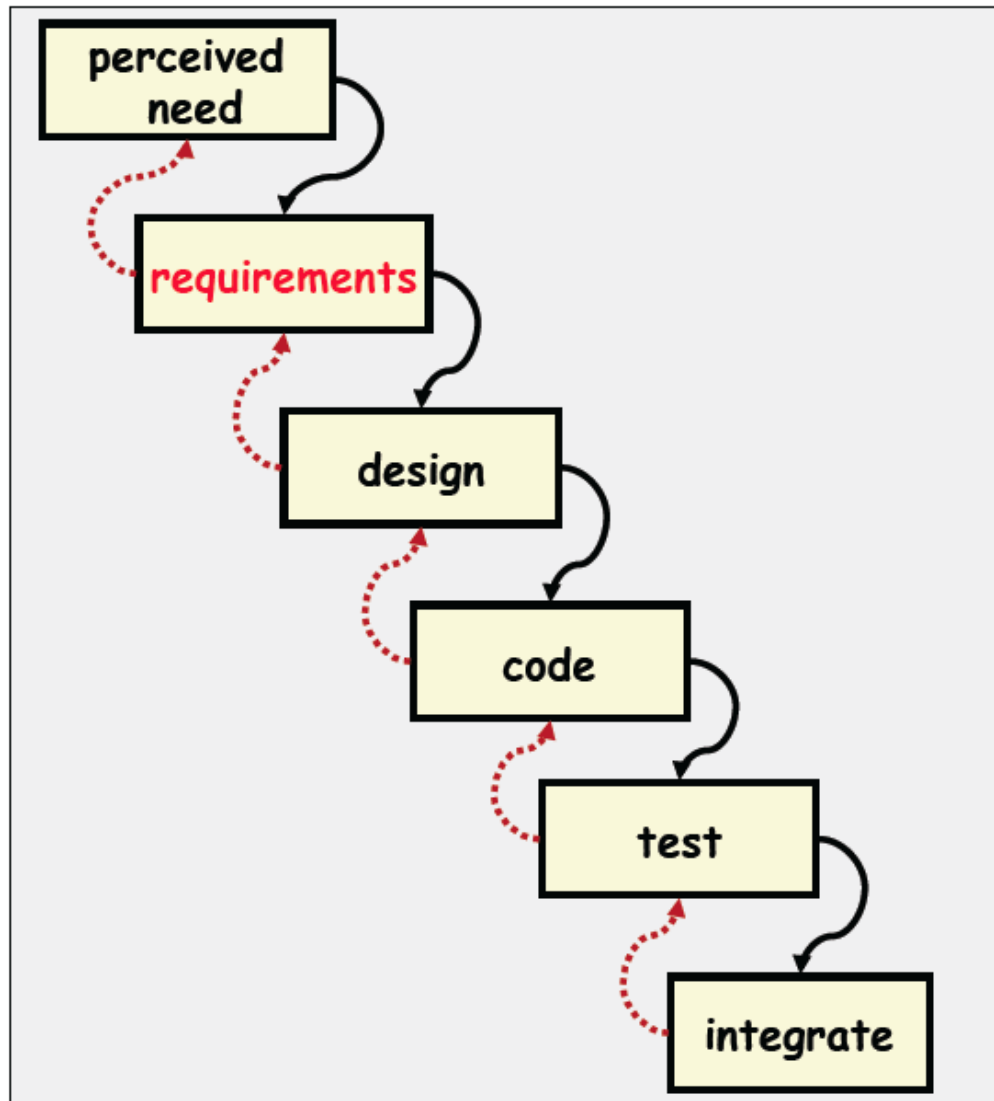 perceived
need
requirements
design
code
test
integrate